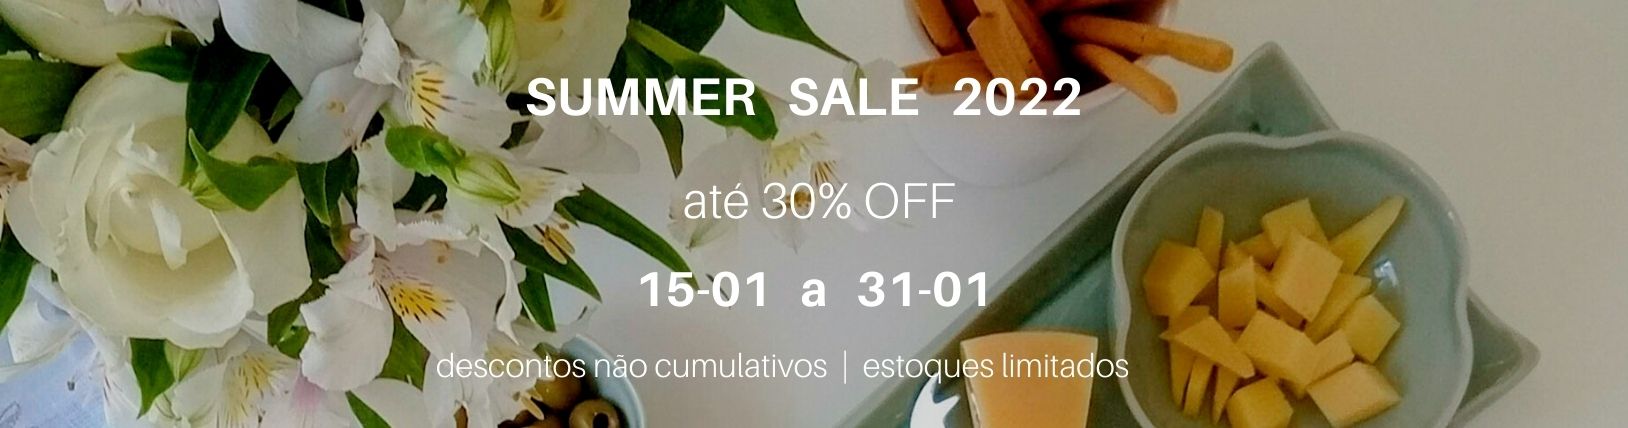 SUMMER SALE 2022
até 30% OFF
15-01 a 31-01
descontos não cumulativos | estoques limitados